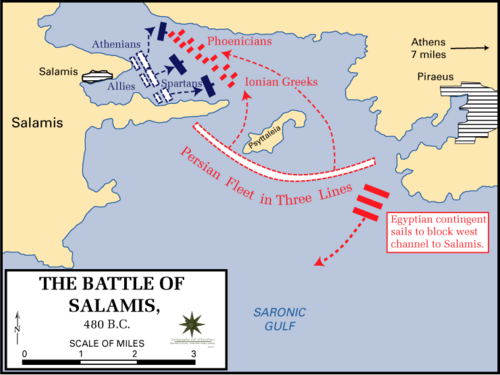 Athenians
Phoenicians
Athens
7 miles
Salamis
Allies
Spartans
Ionian Greeks
Piraeus
Salamis
Psyttaleia
Persian Fleet in Three Lines
Egyptian contingent
sails to block west
channel to Salamis.
THE BATTLE OF
SALAMIS,
480 B.C.
SCALE OF MILES
N
0 1 2 3
SARONIC
GULF